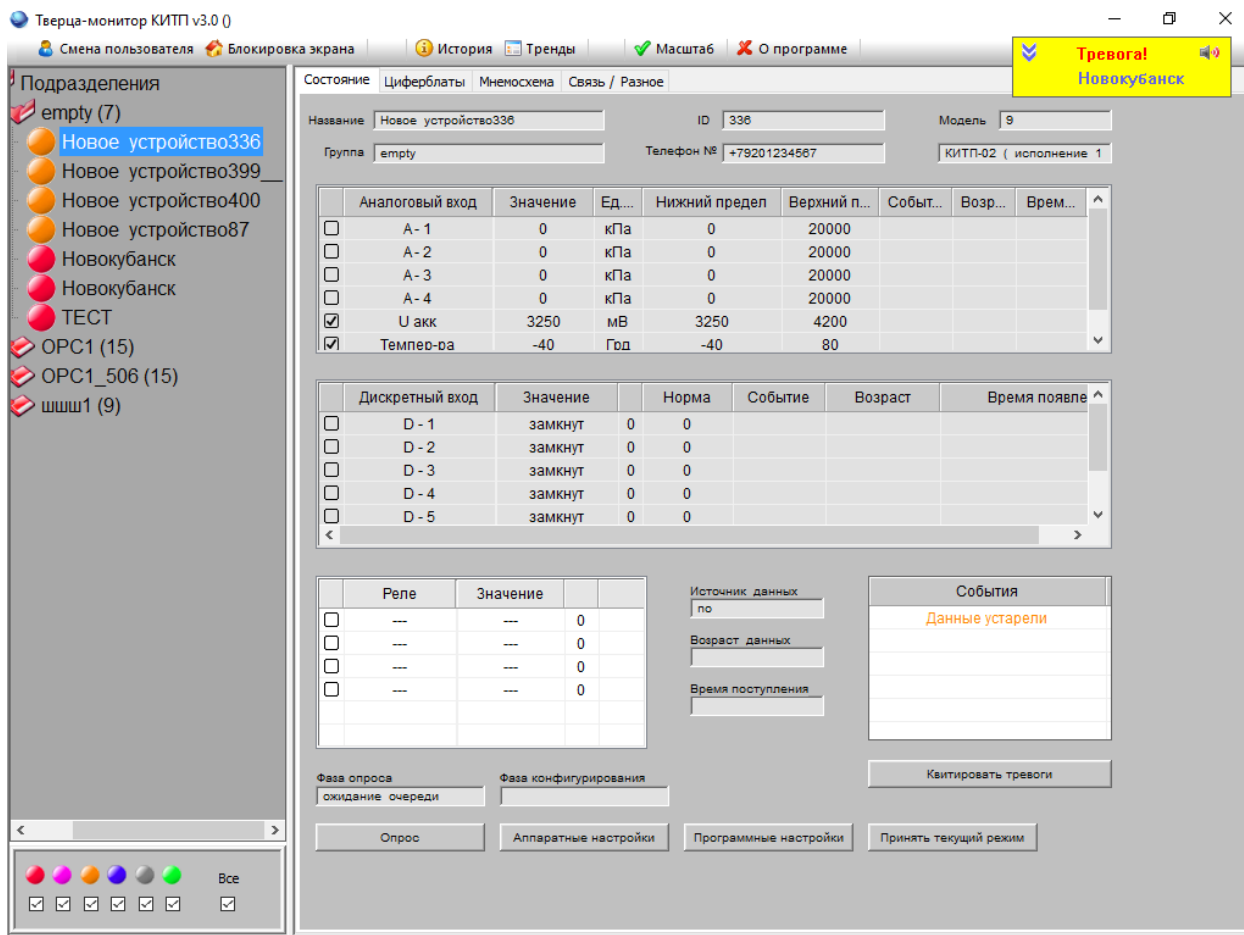 Тверца-монитор КИТП v3.0 ()
Смена пользователя Блокировка экрана История Тренды Масштаб О программе
Тревога!
Новокубанск
Подразделения
empty (7)
Новое устройство336
Новое устройство399__
Новое устройство400
Новое устройство87
Новокубанск
Новокубанск
ТЕСТ
OPC1 (15)
OPC1_506 (15)
шшш1 (9)
Все
Состояние Циферблаты Мнемосхема Связь / Разное
Название Новое устройство336 ID 336 Модель 9
Группа empty Телефон № +79201234567 КИТП-02 ( исполнение 1
Аналоговый вход Значение Ед.... Нижний предел Верхний п... Событ... Возр... Врем...
A - 1 0 кПа 0 20000
A - 2 0 кПа 0 20000
A - 3 0 кПа 0 20000
A - 4 0 кПа 0 20000
U акк 3250 мВ 3250 4200
Темпер-ра -40 Грд -40 80
Дискретный вход Значение Норма Событие Возраст Время появле
D - 1 замкнут 0 0
D - 2 замкнут 0 0
D - 3 замкнут 0 0
D - 4 замкнут 0 0
D - 5 замкнут 0 0
Реле Значение
--- --- 0
--- --- 0
--- --- 0
--- --- 0
Источник данных
no
Возраст данных
Время поступления
События
Данные устарели
Квитировать тревоги
Фаза опроса Фаза конфигурирования
ожидание очереди
Опрос Аппаратные настройки Программные настройки Принять текущий режим